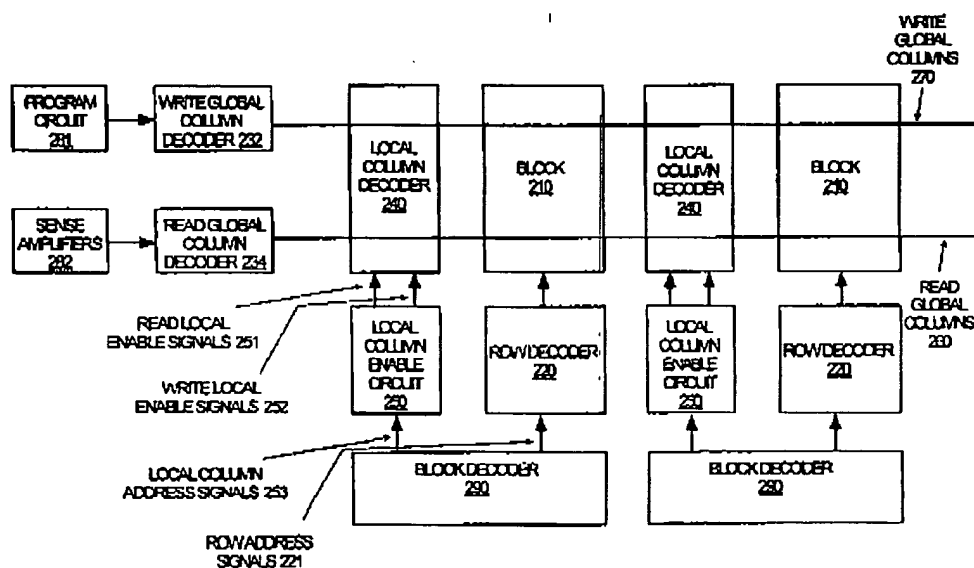 WRITE
GLOBAL
COLUMNS
270
PROGRAM
CIRCUIT
281
WRITE GLOBAL
COLUMN
DECODER 232
LOCAL
COLUMN
DECODER
240
BLOCK
210
LOCAL
COLUMN
DECODER
240
BLOCK
210
SENSE
AMPLIFIERS
282
READ GLOBAL
COLUMN
DECODER 234
READ LOCAL
ENABLE SIGNALS 251
WRITE LOCAL
ENABLE SIGNALS 252
LOCAL
COLUMN
ENABLE
CIRCUIT
250
ROW DECODER
220
LOCAL
COLUMN
ENABLE
CIRCUIT
250
ROW DECODER
220
READ
GLOBAL
COLUMNS
260
LOCAL COLUMN
ADDRESS SIGNALS 253
BLOCK DECODER
290
BLOCK DECODER
290
ROW ADDRESS
SIGNALS 221